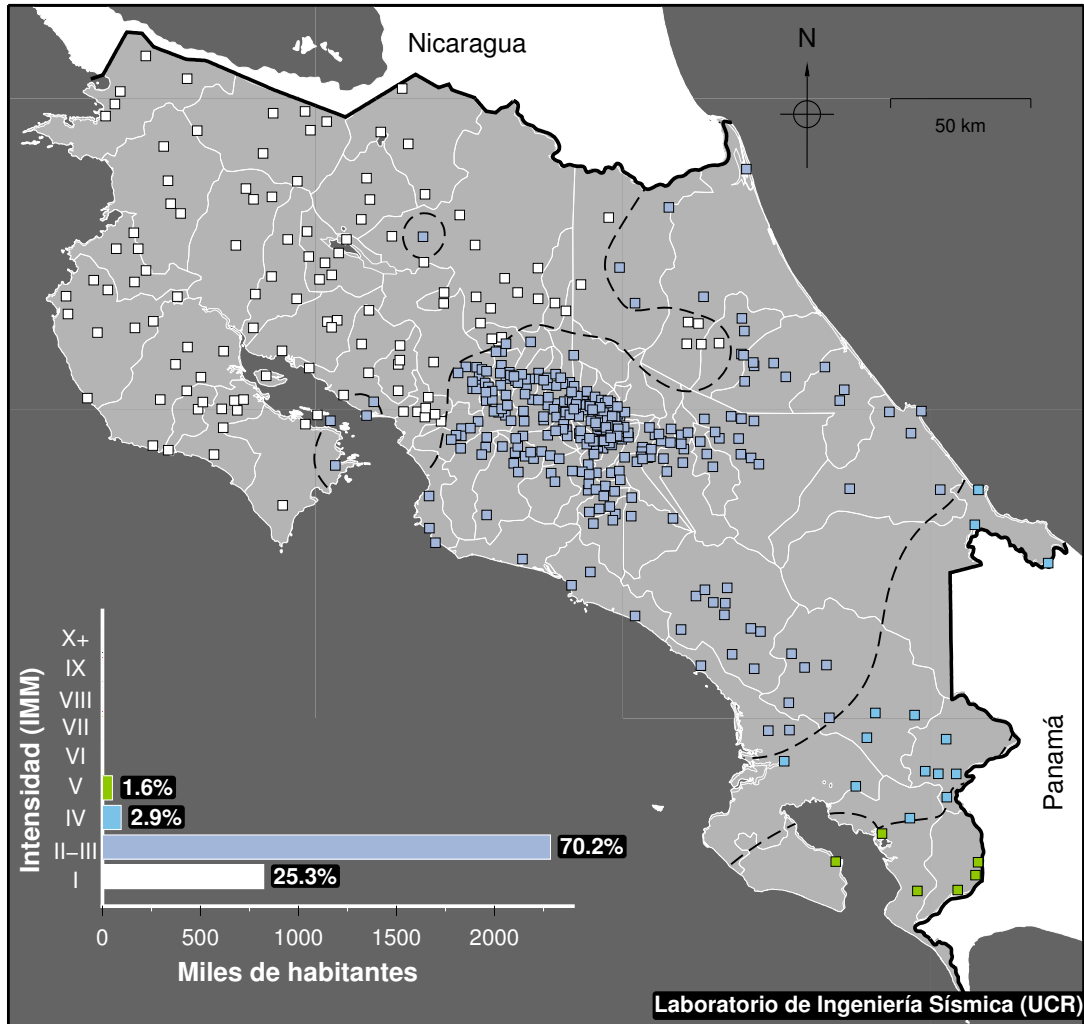 Nicaragua
N
50 km
Panamá
Intensidad (IMM)
X+
IX
VIII
VII
VI
V
1.6%
IV
2.9%
II–III
70.2%
I
25.3%
0 500 1000 1500 2000
Miles de habitantes
Laboratorio de Ingeniería Sísmica (UCR)